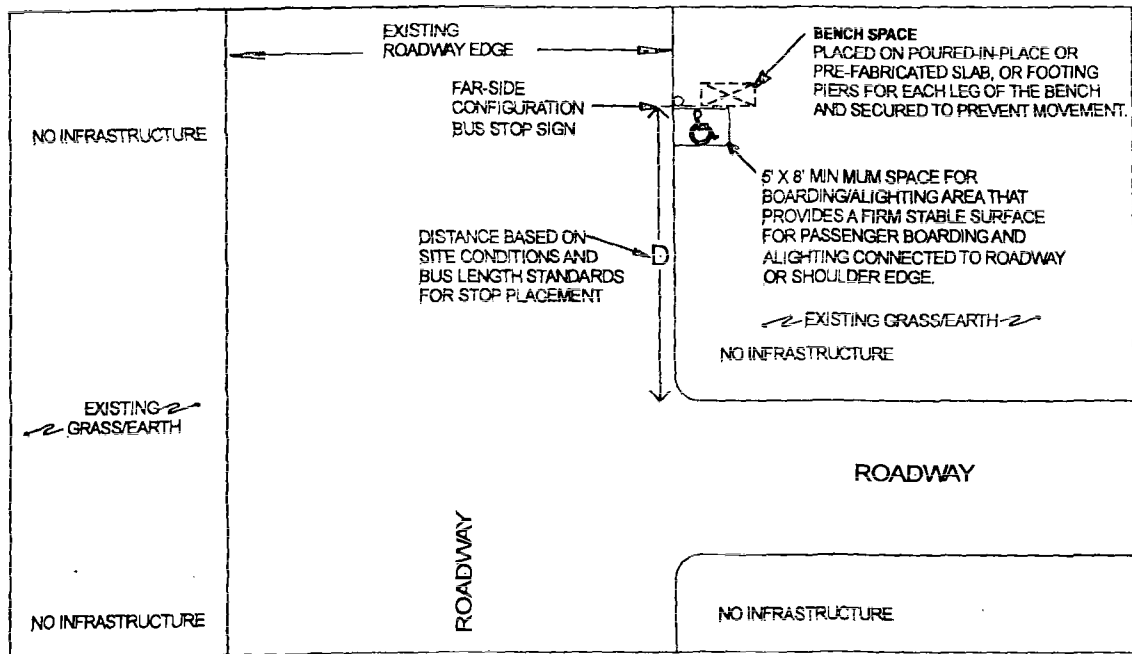 EXISTING
ROADWAY EDGE
BENCH SPACE
PLACED ON POURED-IN-PLACE OR
PRE-FABRICATED SLAB, OR FOOTING
PIERS FOR EACH LEG OF THE BENCH
AND SECURED TO PREVENT MOVEMENT.
FAR-SIDE
CONFIGURATION
BUS STOP SIGN
NO INFRASTRUCTURE
5' X 8' MIN MUM SPACE FOR
BOARDING/ALIGHTING AREA THAT
PROVIDES A FIRM STABLE SURFACE
FOR PASSENGER BOARDING AND
ALIGHTING CONNECTED TO ROADWAY
OR SHOULDER EDGE.
DISTANCE BASED ON
SITE CONDITIONS AND
BUS LENGTH STANDARDS
FOR STOP PLACEMENT
D
EXISTING GRASS/EARTH
NO INFRASTRUCTURE
EXISTING
GRASS/EARTH
ROADWAY
ROADWAY
NO INFRASTRUCTURE
NO INFRASTRUCTURE